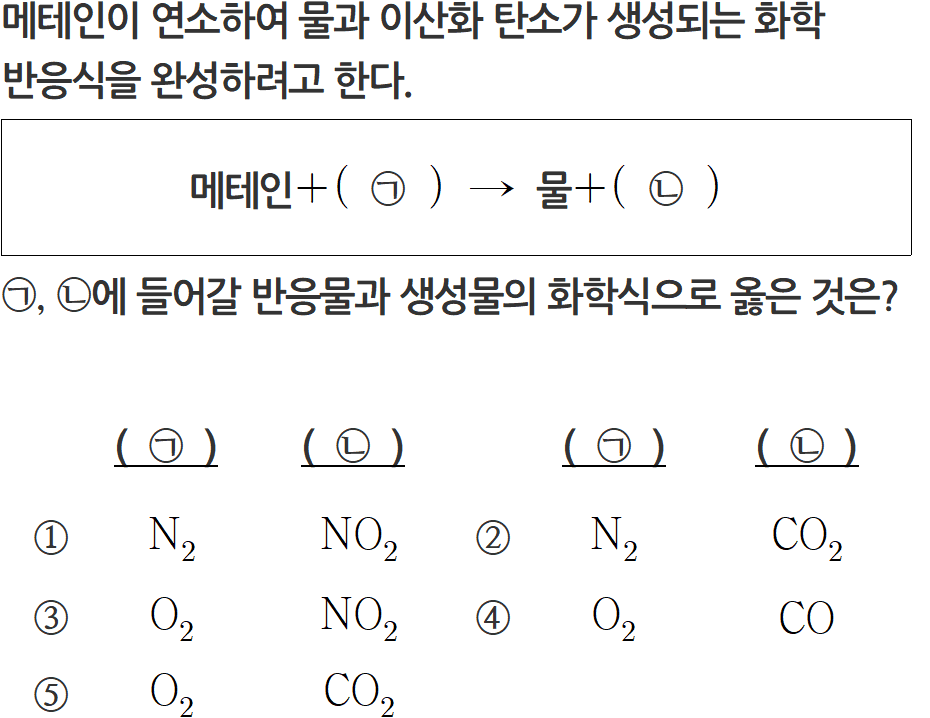 메테인이 연소하여 물과 이산화 탄소가 생성되는 화학
반응식을 완성하려고 한다.
메테인+( ㉠ ) → 물+( ㉡ )
㉠, ㉡에 들어갈 반응물과 생성물의 화학식으로 옳은 것은?
( ㉠ ) ( ㉡ ) ( ㉠ ) ( ㉡ )
① N₂ NO₂ ② N₂ CO₂
③ O₂ NO₂ ④ O₂ CO
⑤ O₂ CO₂